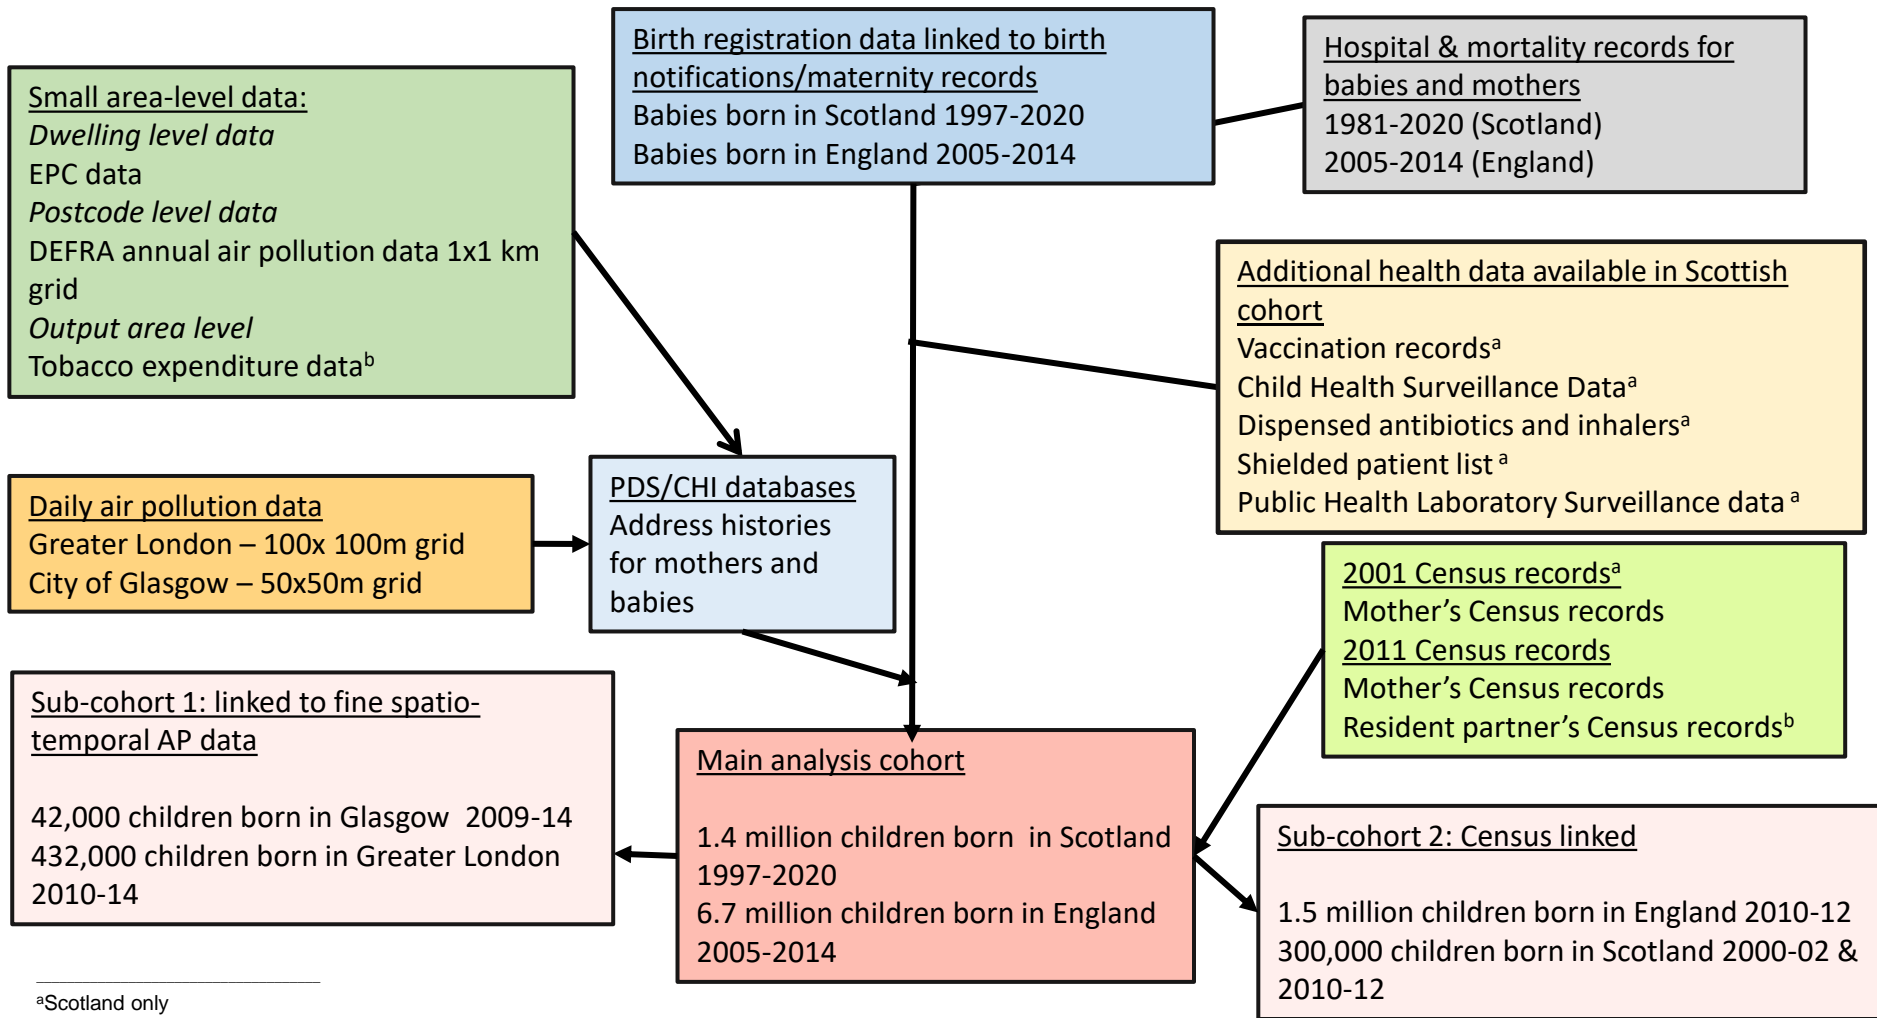 Birth registration data linked to birth
notifications/maternity records
Babies born in Scotland 1997-2020
Babies born in England 2005-2014
Hospital & mortality records for
babies and mothers
1981-2020 (Scotland)
2005-2014 (England)
Small area-level data:
Dwelling level data
EPC data
Postcode level data
DEFRA annual air pollution data 1x1 km
grid
Output area level
Tobacco expenditure dataᵇ
Additional health data available in Scottish
cohort
Vaccination recordsᵃ
Child Health Surveillance Dataᵃ
Dispensed antibiotics and inhalersᵃ
Shielded patient list ᵃ
Public Health Laboratory Surveillance data ᵃ
Daily air pollution data
Greater London – 100x 100m grid
City of Glasgow – 50x50m grid
PDS/CHI databases
Address histories
for mothers and
babies
2001 Census recordsᵃ
Mother’s Census records
2011 Census records
Mother’s Census records
Resident partner’s Census recordsᵇ
Sub-cohort 1: linked to fine spatio-
temporal AP data
42,000 children born in Glasgow 2009-14
432,000 children born in Greater London
2010-14
Main analysis cohort
1.4 million children born in Scotland
1997-2020
6.7 million children born in England
2005-2014
Sub-cohort 2: Census linked
1.5 million children born in England 2010-12
300,000 children born in Scotland 2000-02 &
2010-12
ᵃScotland only